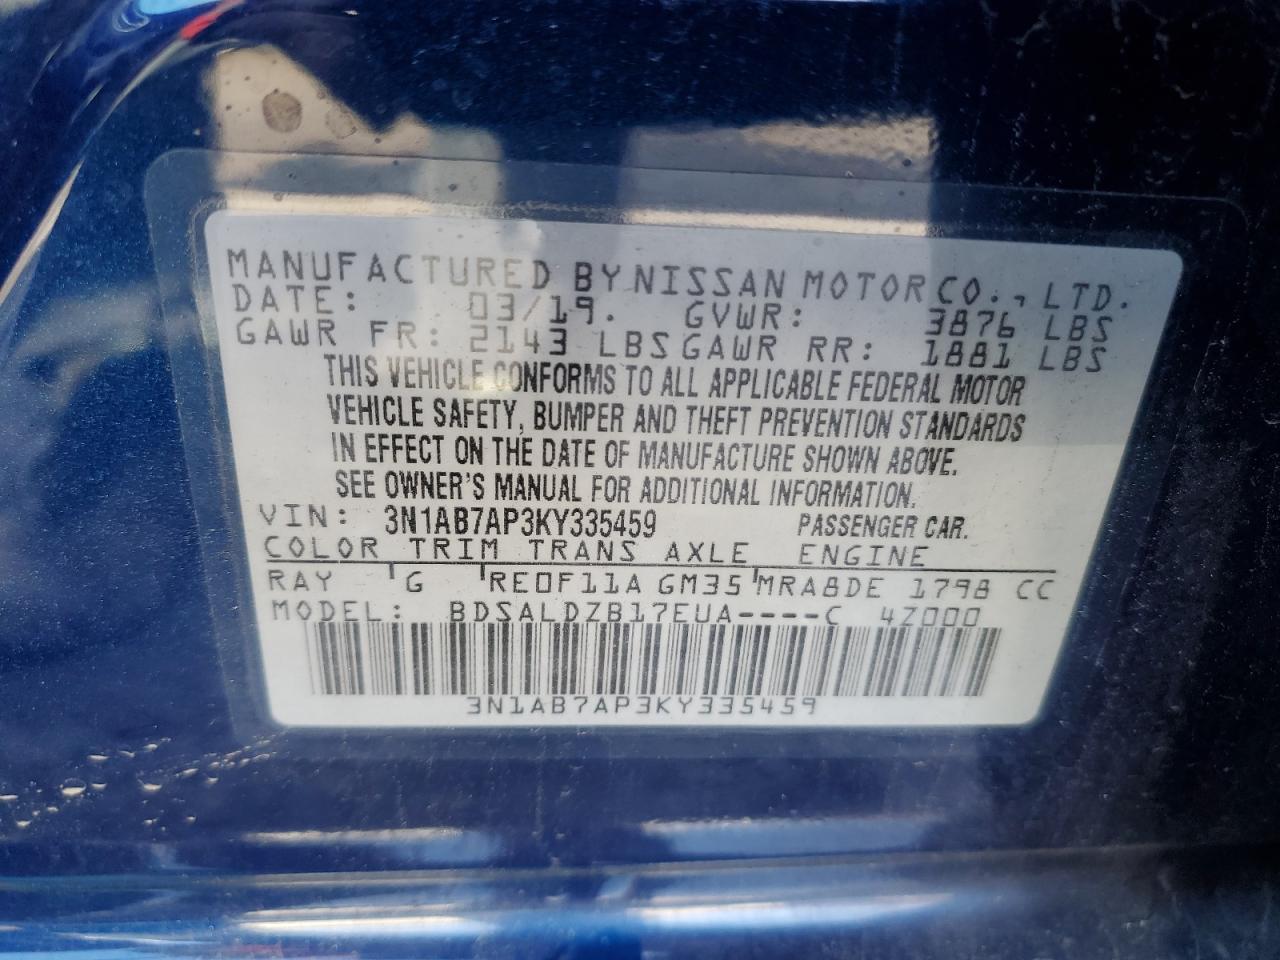 MANUFACTURED BY NISSAN MOTOR CO., LTD.
DATE: 03/19. GVWR: 3876 LBS
GAWR FR: 2143 LBS GAWR RR: 1881 LBS
THIS VEHICLE CONFORMS TO ALL APPLICABLE FEDERAL MOTOR
VEHICLE SAFETY, BUMPER AND THEFT PREVENTION STANDARDS
IN EFFECT ON THE DATE OF MANUFACTURE SHOWN ABOVE.
SEE OWNER'S MANUAL FOR ADDITIONAL INFORMATION.
VIN: 3N1AB7AP3KY335459 PASSENGER CAR.
COLOR TRIM TRANS AXLE ENGINE
RAY G RE0F11A GM35 MRA8DE 1798 CC
MODEL: BDSALDZB17EUA----C 4Z000
3N1AB7AP3KY335459